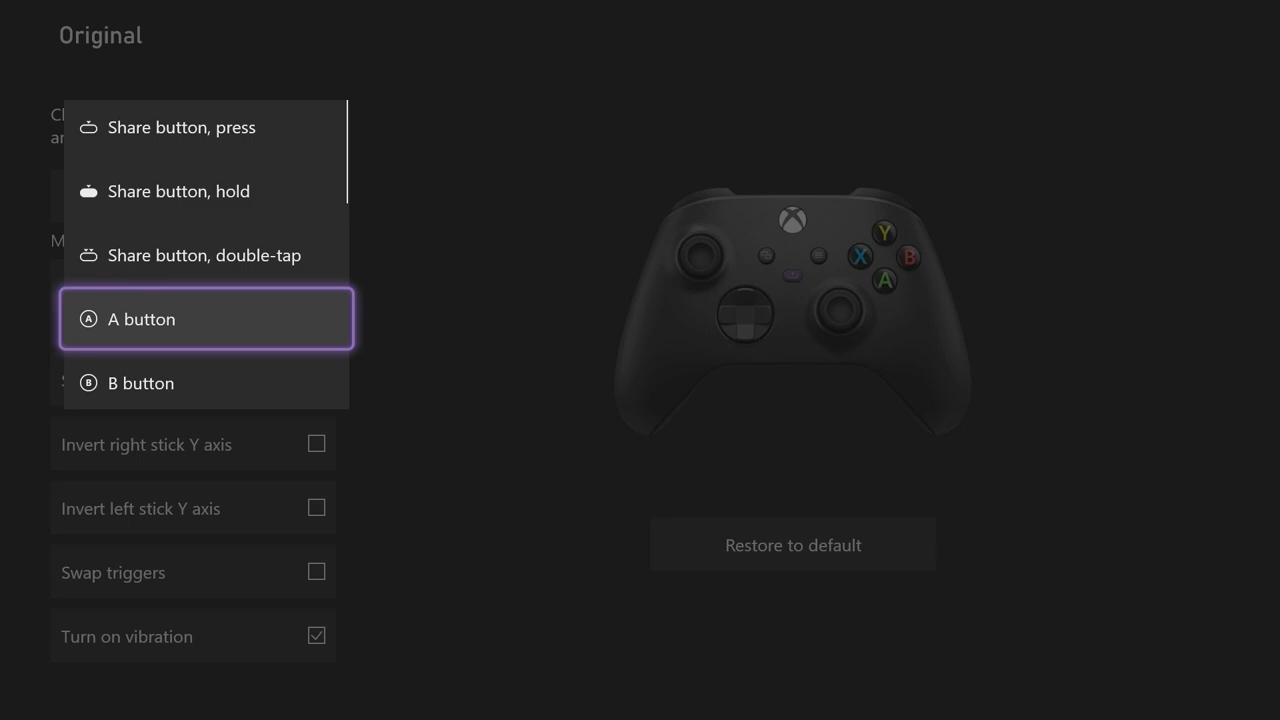 Original
Share button, press
Share button, hold
Share button, double-tap
A button
B button
Invert right stick Y axis
Invert left stick Y axis
Swap triggers
Turn on vibration
Y
X
B
A
Restore to default